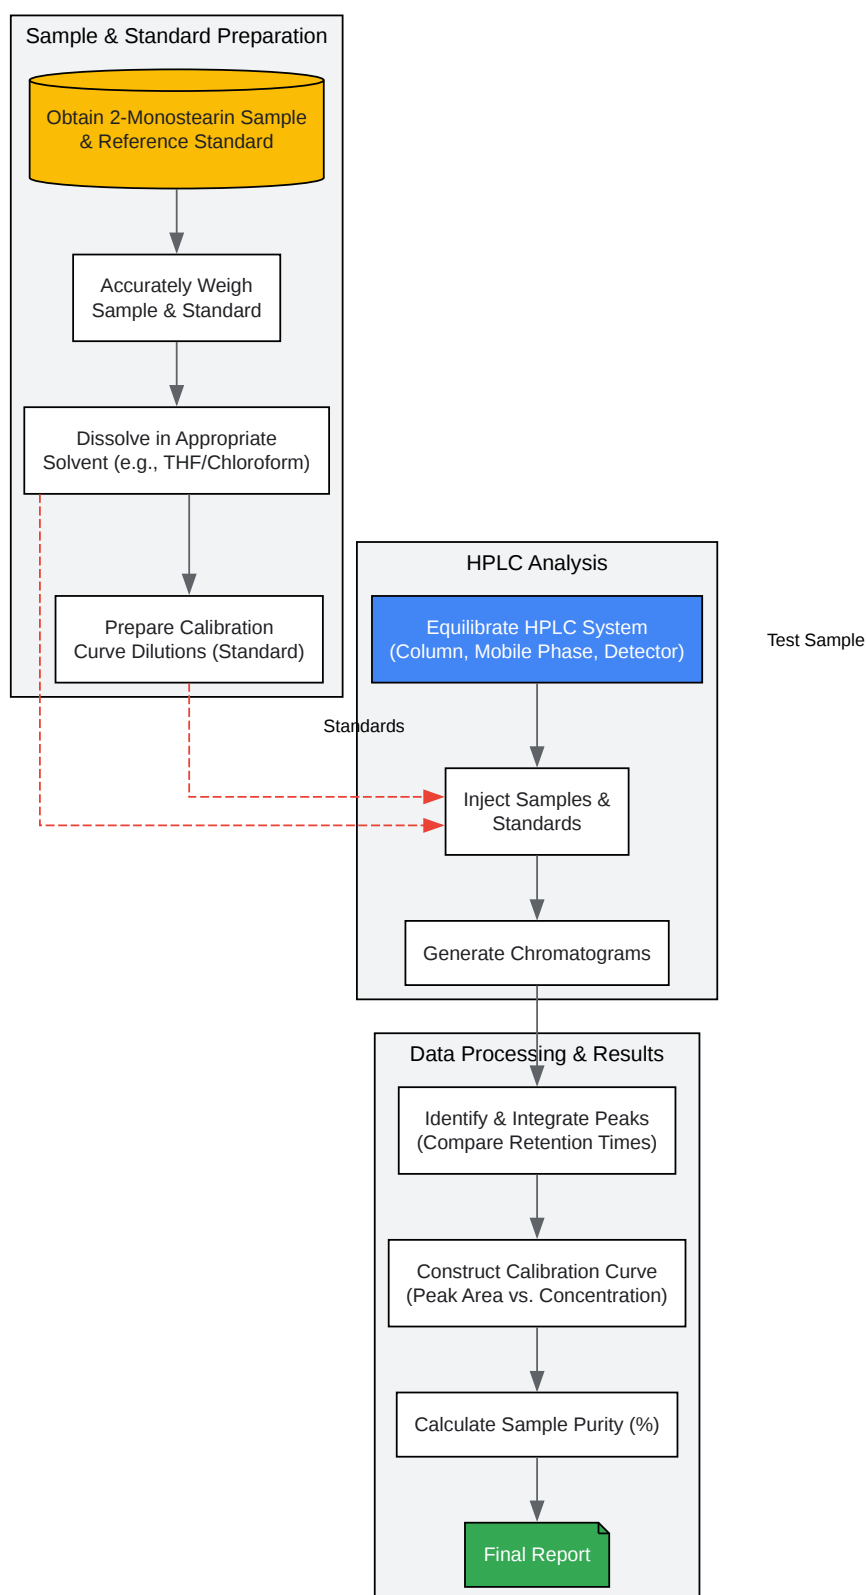 Sample & Standard Preparation
Obtain 2-Monostearin Sample
& Reference Standard
Accurately Weigh
Sample & Standard
Dissolve in Appropriate
Solvent (e.g., THF/Chloroform)
Prepare Calibration
Curve Dilutions (Standard)
HPLC Analysis
Equilibrate HPLC System
(Column, Mobile Phase, Detector)
Test Sample
Standards
Inject Samples &
Standards
Generate Chromatograms
Data Processing & Results
Identify & Integrate Peaks
(Compare Retention Times)
Construct Calibration Curve
(Peak Area vs. Concentration)
Calculate Sample Purity (%)
Final Report